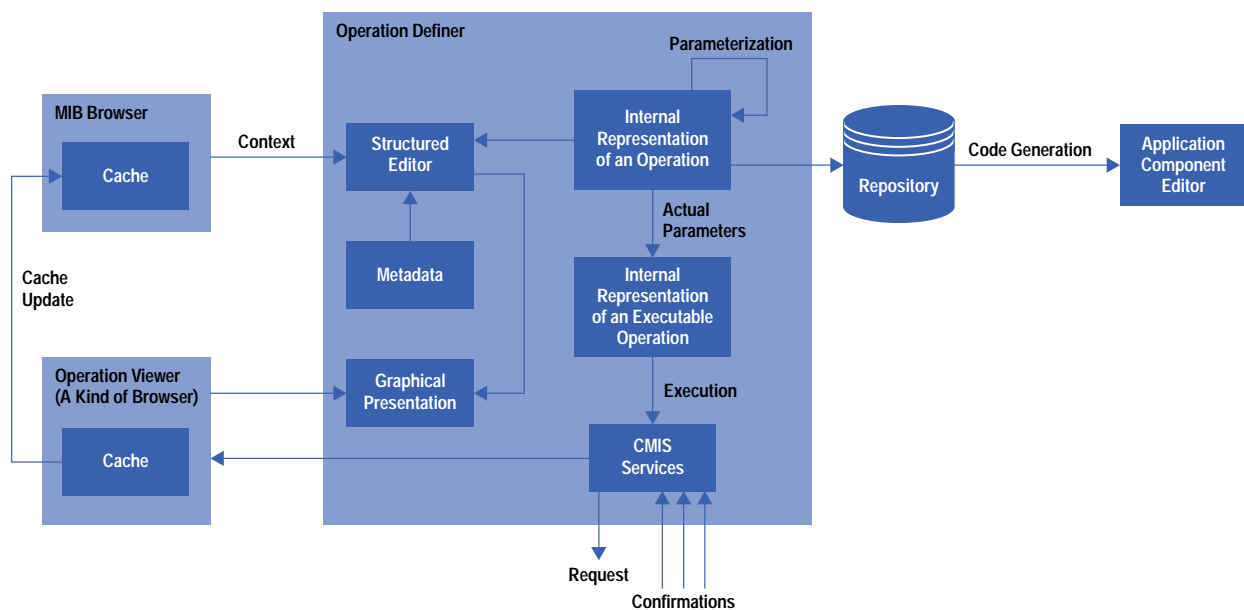 Operation Definer
Parameterization
MIB Browser
Cache
Context
Structured
Editor
Internal
Representation
of an Operation
Repository
Code Generation
Application
Component
Editor
Actual
Parameters
Metadata
Cache
Update
Internal
Representation
of an Executable
Operation
Operation Viewer
(A Kind of Browser)
Cache
Graphical
Presentation
Execution
CMIS
Services
Request
Confirmations